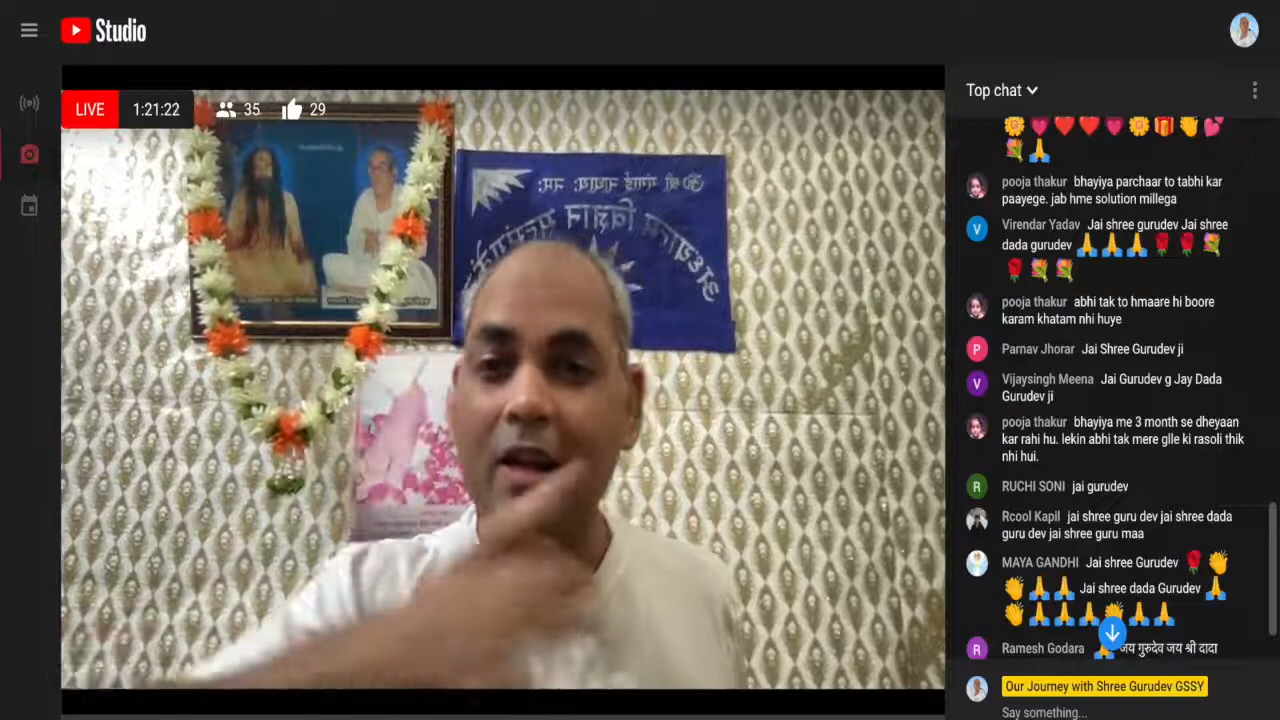 Studio
LIVE
1:21:22
35
29
Top chat
ॐ श्री गंगाई नाथाय: नम:
अध्यात्म विज्ञान सत्संग केन्द्र
🌼💗❤️❤️💗🌼🎁👏💕
💐🙏
pooja thakur bhayiya parchaar to tabhi kar
paayege. jab hme solution millega
V
Virendar Yadav Jai shree gurudev Jai shree
dada gurudev 🙏🙏🙏🌹🌹💐
🌹💐💐
pooja thakur abhi tak to hmaare hi boore
karam khatam nhi huye
P
Parnav Jhorar Jai Shree Gurudev ji
V
Vijaysingh Meena Jai Gurudev g Jay Dada
Gurudev ji
pooja thakur bhayiya me 3 month se dheyaan
kar rahi hu. lekin abhi tak mere glle ki rasoli thik
nhi hui.
R
RUCHI SONI jai gurudev
Rcool Kapil jai shree guru dev jai shree dada
guru dev jai shree guru maa
MAYA GANDHI Jai shree Gurudev 🌹👏
👏🙏🙏 Jai shree dada Gurudev 🙏
👏🙏🙏🙏👏🙏🙏
R
Ramesh Godara 🙏 जय गुरुदेव जय श्री दादा
Our Journey with Shree Gurudev GSSY
Say something...